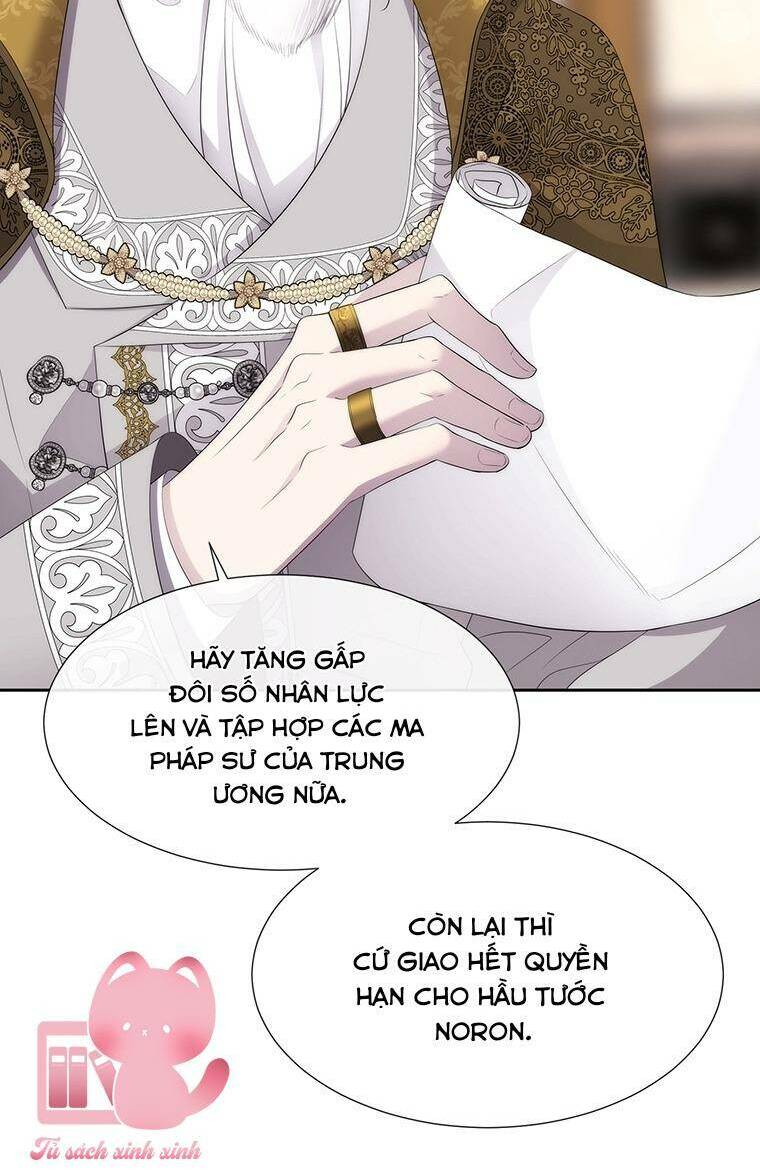 HÃY TĂNG GẤP
ĐÔI SỐ NHÂN LỰC
LÊN VÀ TẬP HỢP CÁC MA
PHÁP SƯ CỦA TRUNG
ƯƠNG NỮA.
CÒN LẠI THÌ
CỨ GIAO HẾT QUYỀN
HẠN CHO HẦU TƯỚC
NORON.
Tủ sách xinh xinh